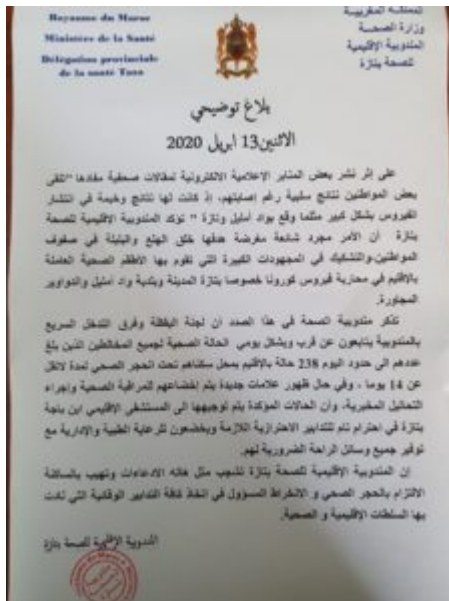 Royaume du Maroc
Ministère de la Santé
Délégation provinciale
de la santé Taza
المملكة المغربية
وزارة الصحة
المندوبية الإقليمية
للصحة بتازة
بلاغ توضيحي
الاثنين13 ابريل 2020
على إثر نشر بعض المنابر الإعلامية الالكترونية لمقالات صحفية مفادها "تلقى
بعض المواطنين نتائج سلبية رغم إصابتهم، إذ كانت لها نتائج وخيمة في انتشار
الفيروس بشكل كبير مثلما وقع بواد أمليل وتازة " تؤكد المندوبية الإقليمية للصحة
بتازة أن الأمر مجرد شائعة مغرضة هدفها خلق الهلع والبلبلة في صفوف
المواطنين،والتشكيك في المجهودات الكبيرة التي تقوم بها الأطقم الصحية العاملة
بالإقليم في محاربة فيروس كورونا خصوصا بتازة المدينة وبلدية واد أمليل والدواوير
المجاورة.
تذكر مندوبية الصحة في هذا الصدد أن لجنة اليقظة وفرق التدخل السريع
بالمندوبية يتابعون عن قرب وبشكل يومي الحالة الصحية لجميع المخالطين الذين بلغ
عددهم الى حدود اليوم 238 حالة بالإقليم بمحل سكناهم تحت الحجر الصحي لمدة لاتقل
عن 14 يوما ، وفي حال ظهور علامات جديدة يتم إخضاعهم للمراقبة الصحية وإجراء
التحاليل المخبرية، وأن الحالات المؤكدة يتم توجيهها الى المستشفى الإقليمي ابن باجة
بتازة في احترام تام للتدابير الاحترازية اللازمة ويخضعون للرعاية الطبية والإدارية مع
توفير جميع وسائل الراحة الضرورية لهم.
إن المندوبية الإقليمية للصحة بتازة تشجب مثل هاته الادعاءات وتهيب بالساكنة
الالتزام بالحجر الصحي و الانخراط المسؤول في اتخاذ كافة التدابير الوقائية التي نادت
بها السلطات الإقليمية و الصحية.
المندوبية الإقليمية للصحة بتازة